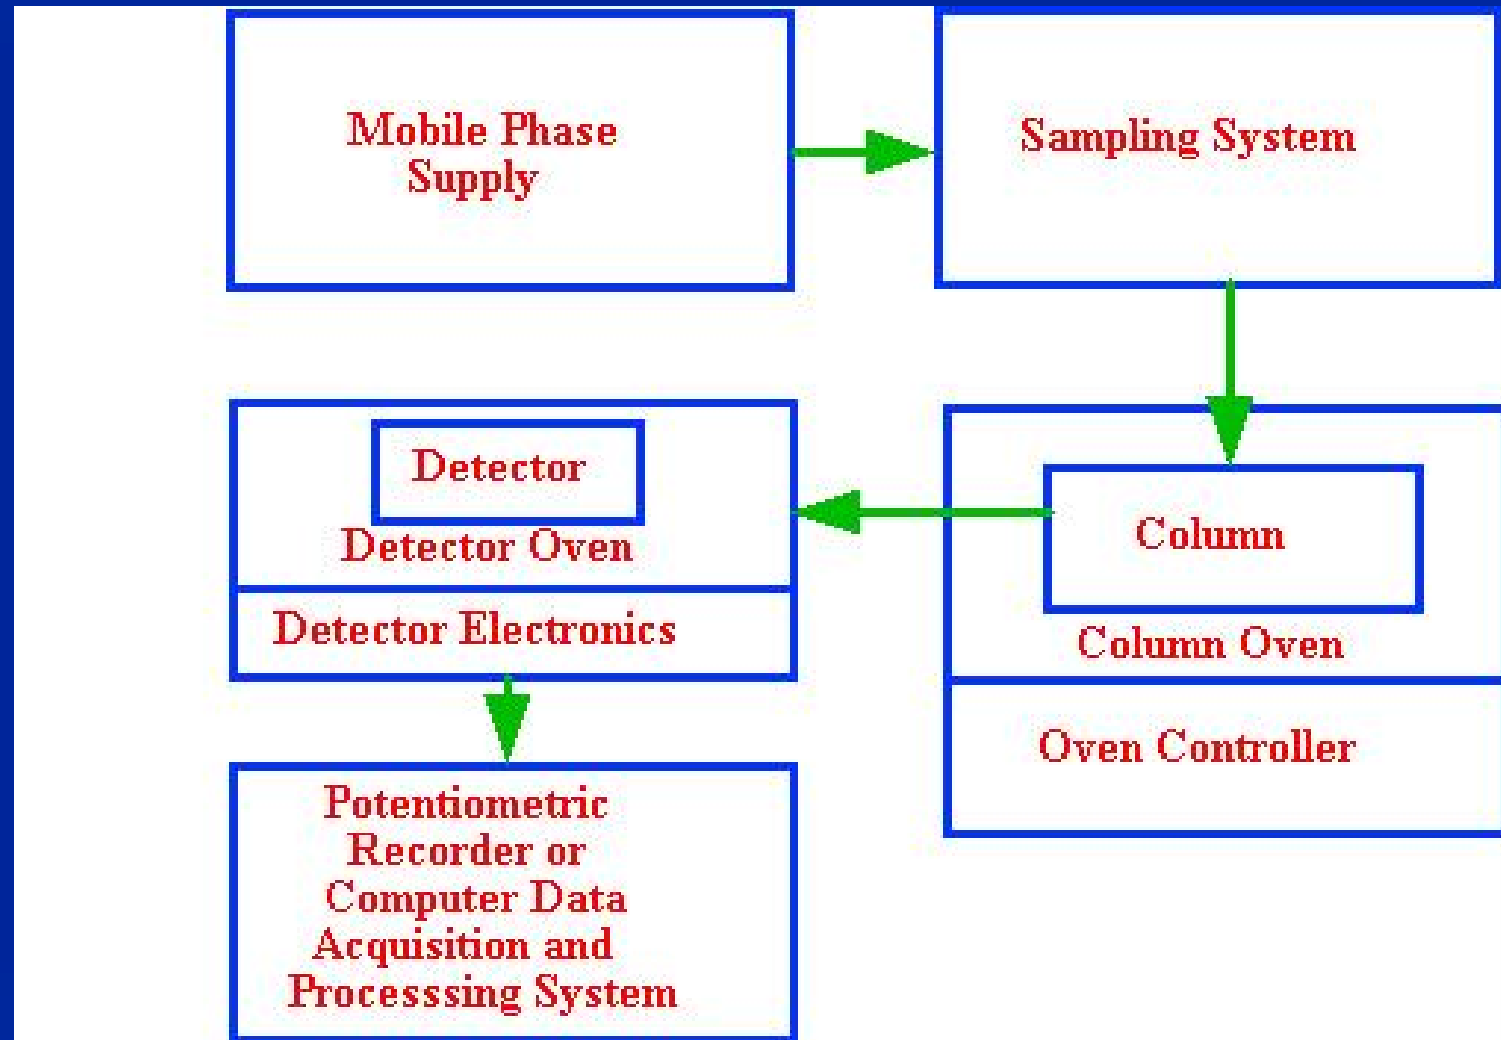 Mobile Phase
Supply
Sampling System
Column
Column Oven
Oven Controller
Detector
Detector Oven
Detector Electronics
Potentiometric
Recorder or
Computer Data
Acquisition and
Processsing System